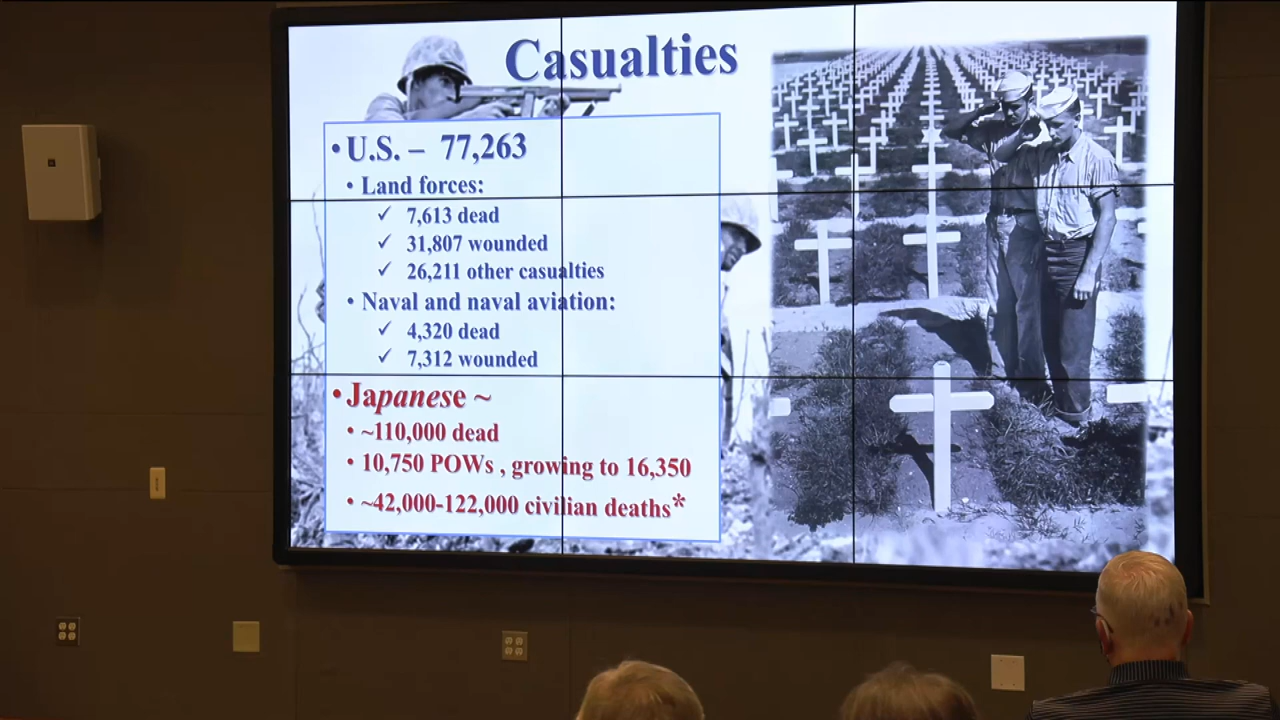 Casualties
•U.S. – 77,263
• Land forces:
✓ 7,613 dead
✓ 31,807 wounded
✓ 26,211 other casualties
• Naval and naval aviation:
✓ 4,320 dead
✓ 7,312 wounded
•Japanese ~
• ~110,000 dead
• 10,750 POWs , growing to 16,350
• ~42,000-122,000 civilian deaths*